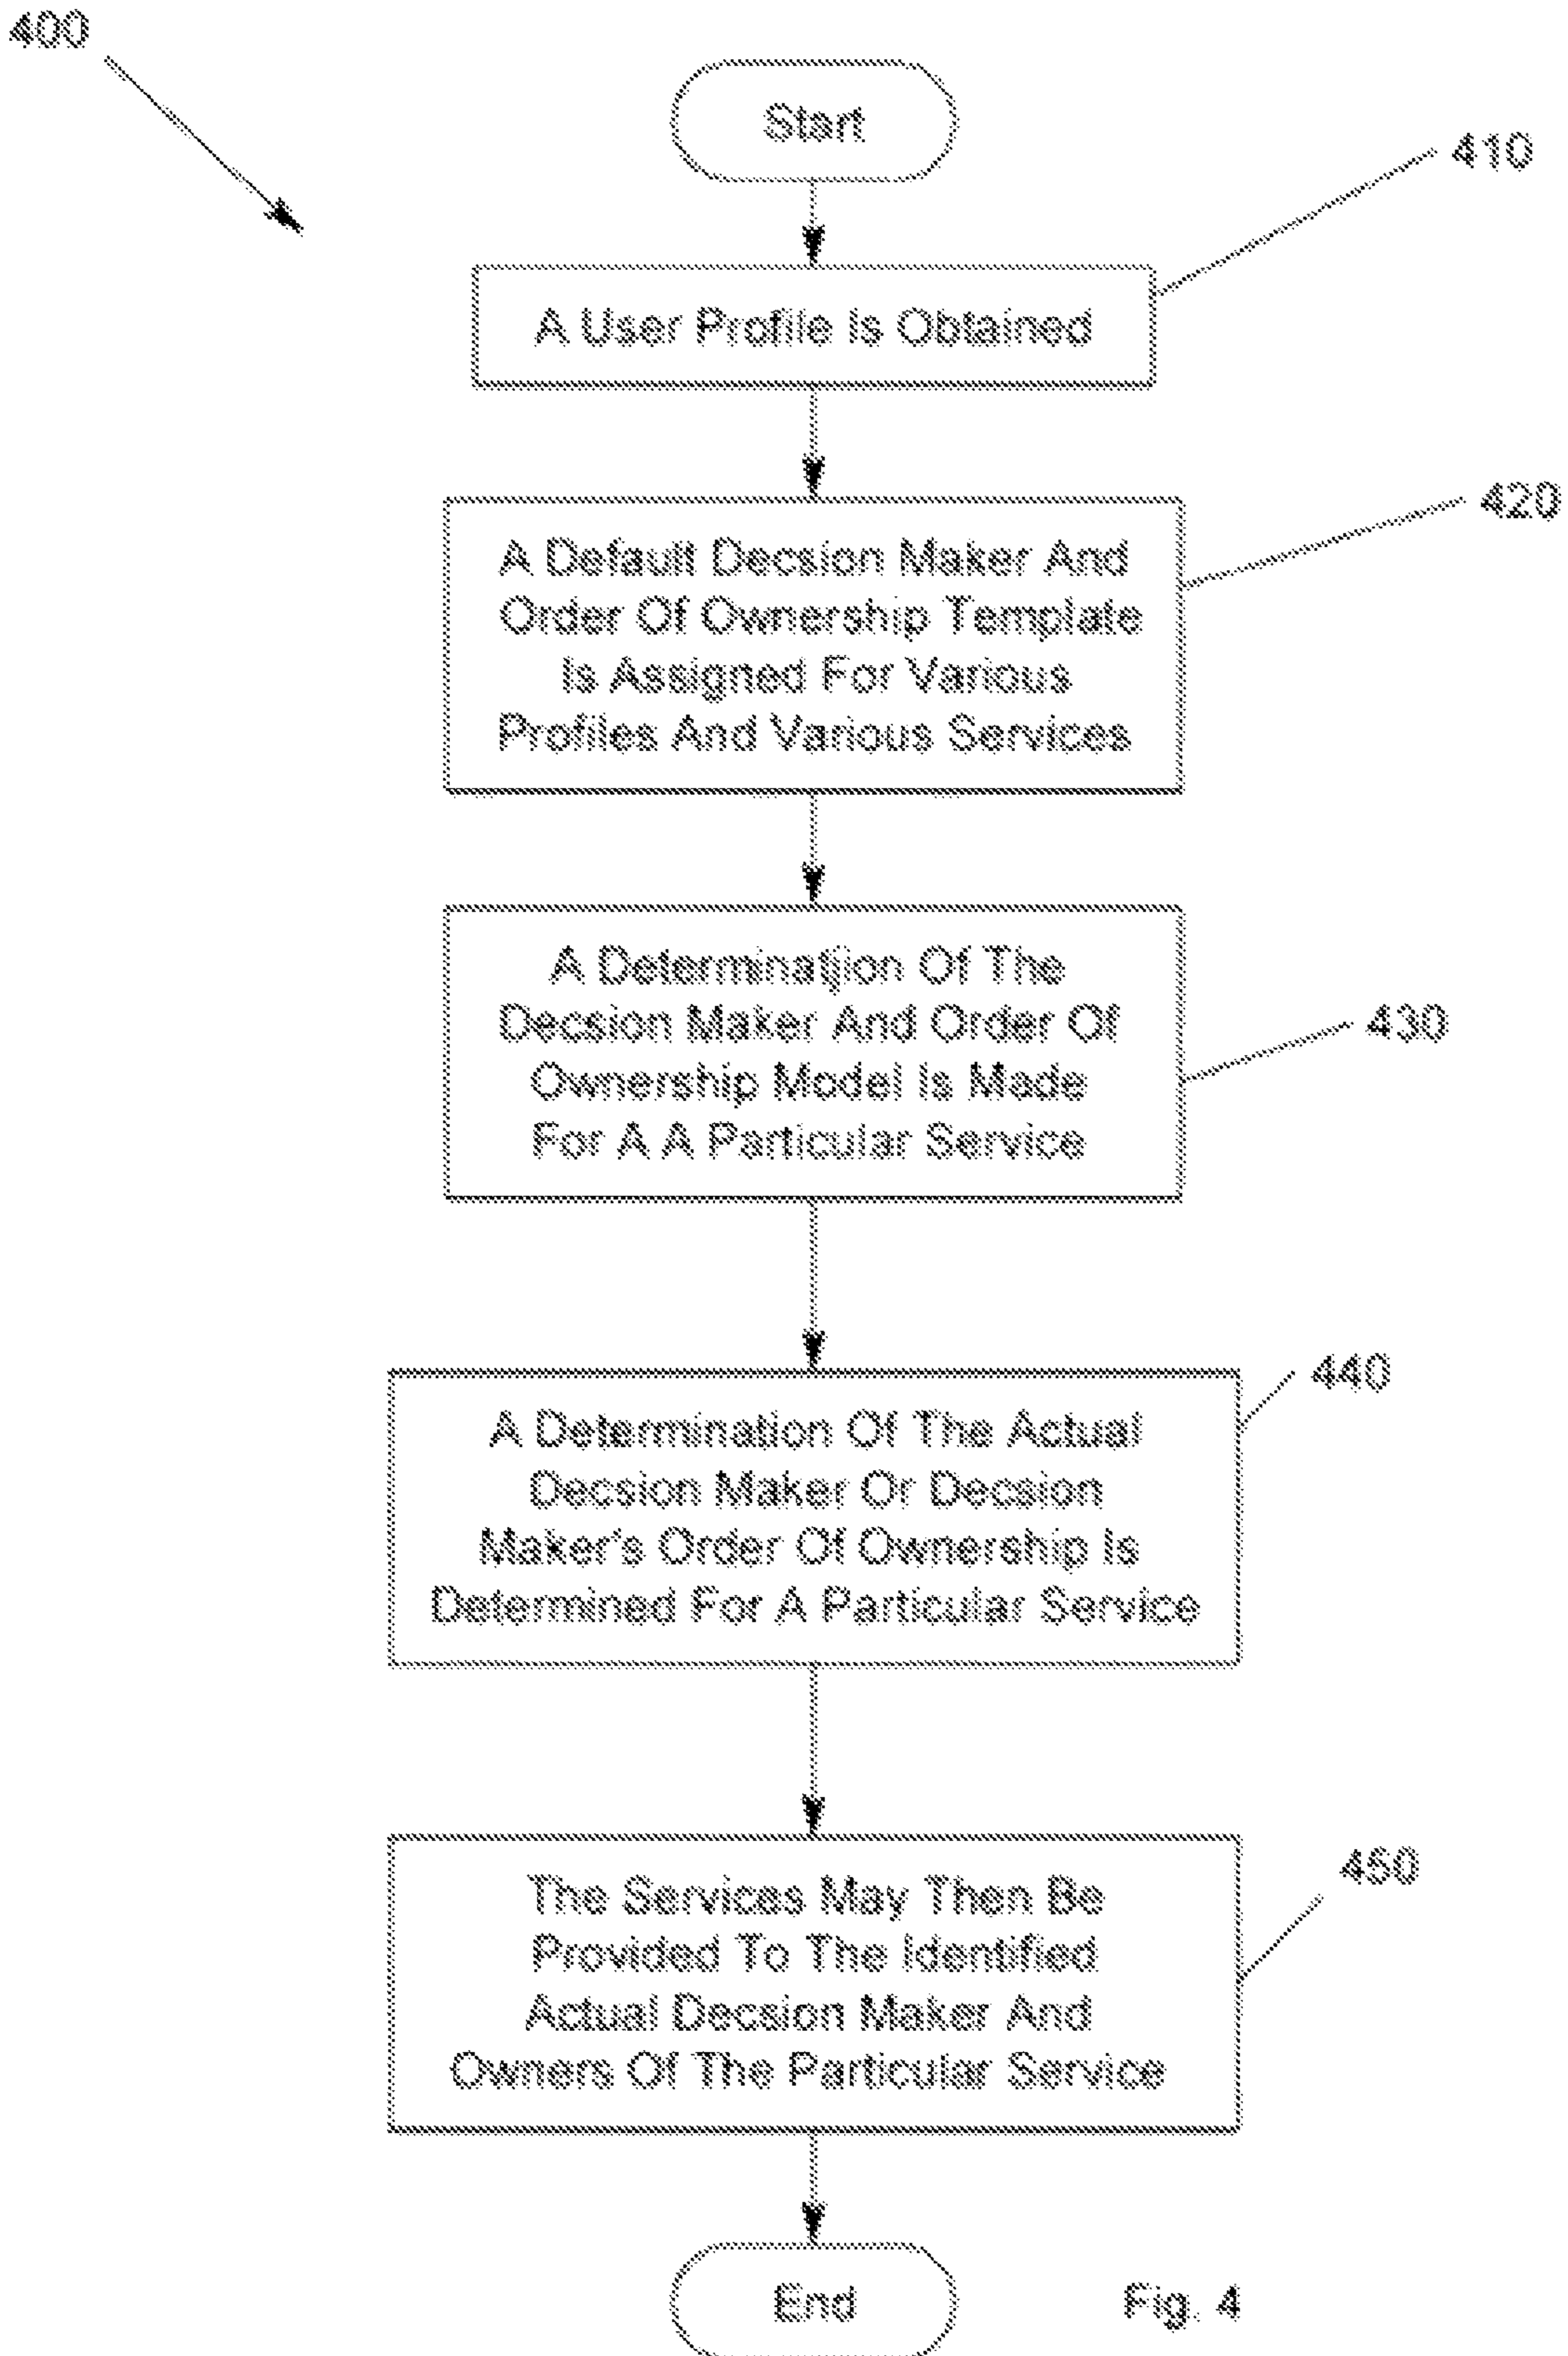 400
Start
410
A User Profile Is Obtained
420
A Default Decsion Maker And
Order Of Ownership Template
Is Assigned For Various
Profiles And Various Services
A Determinatjion Of The
Decsion Maker And Order Of
Ownership Model Is Made
For A A Particular Service
430
440
A Determination Of The Actual
Decsion Maker Or Decsion
Maker's Order Of Ownership Is
Determined For A Particular Service
450
The Services May Then Be
Provided To The Identified
Actual Decsion Maker And
Owners Of The Particular Service
End
Fig. 4